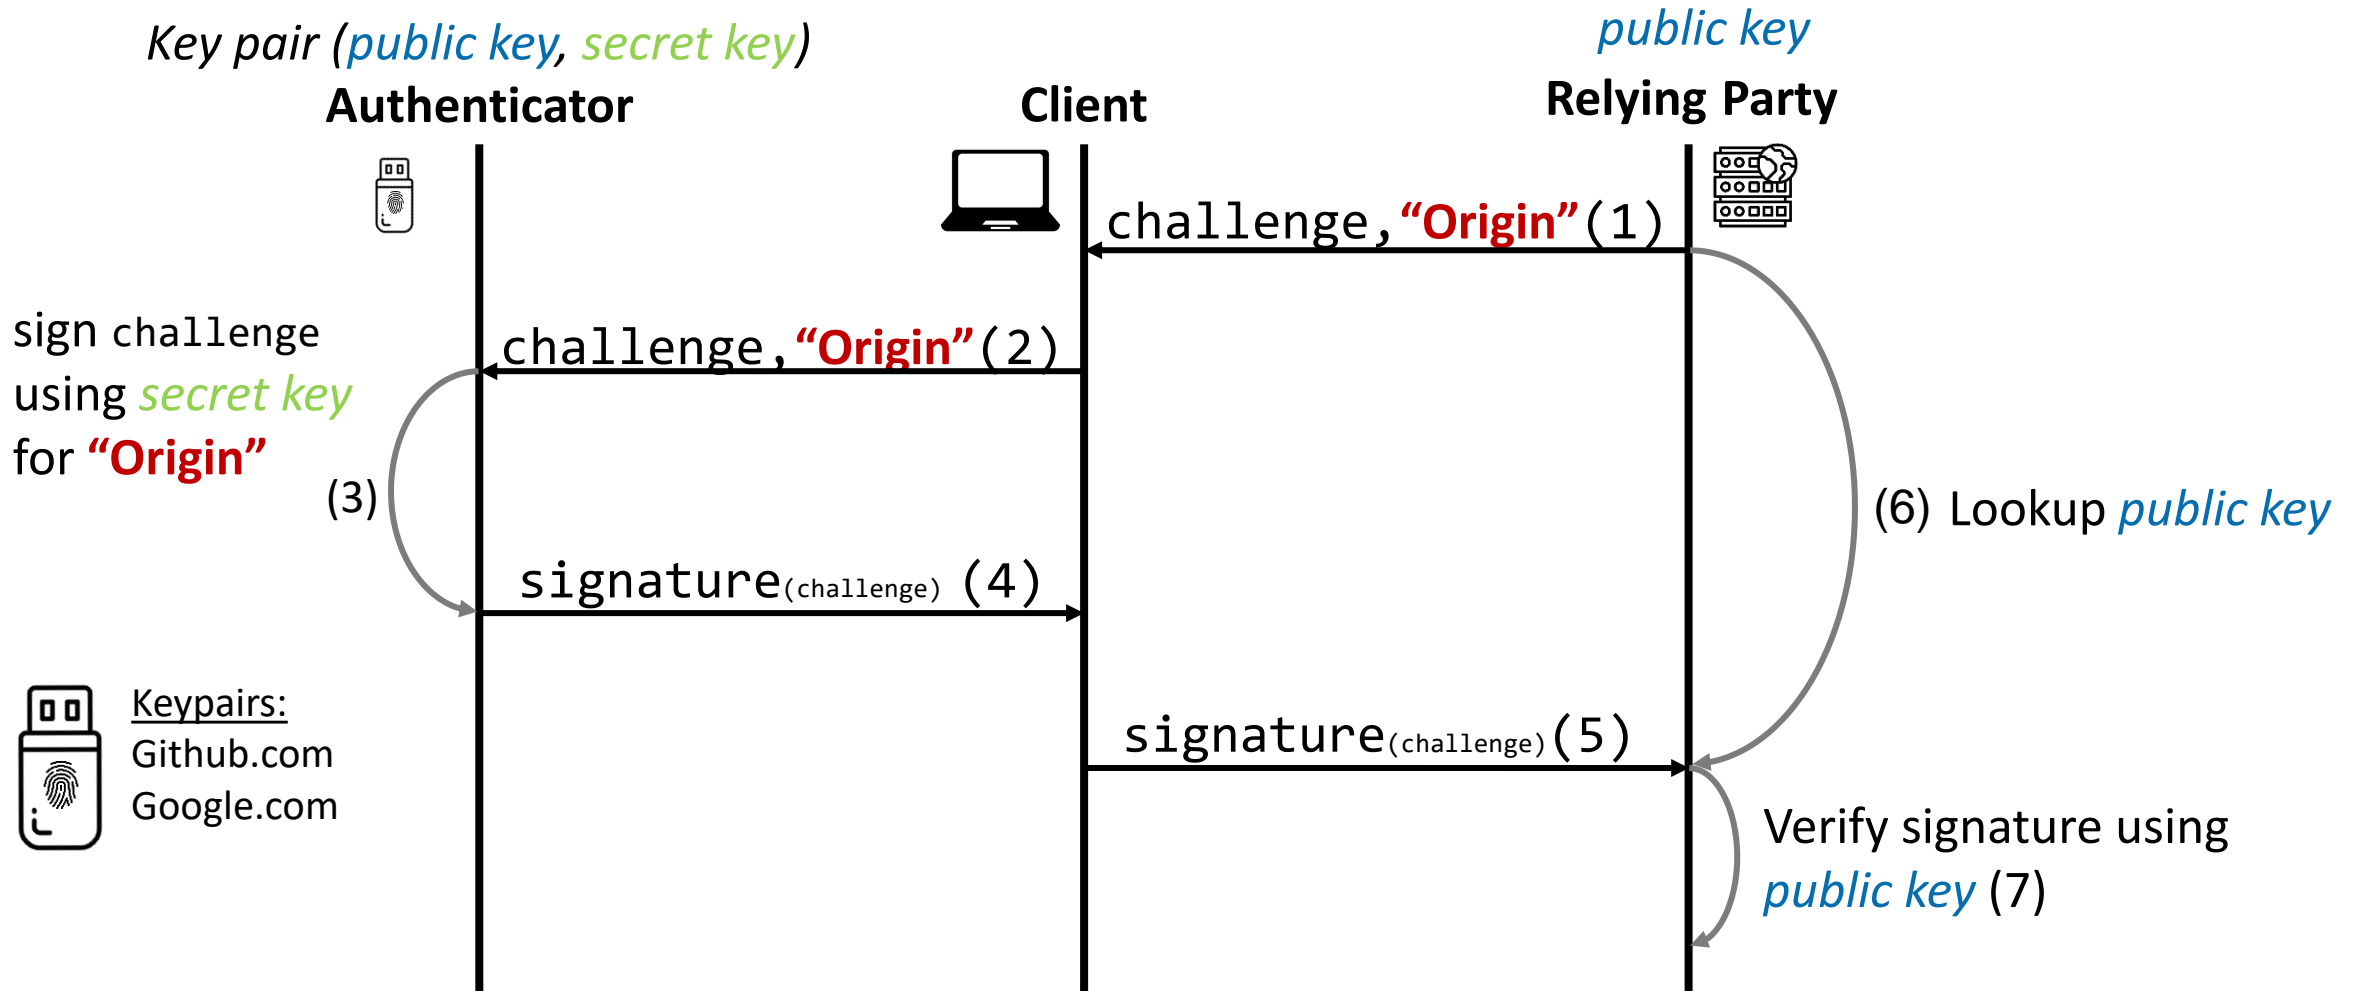 Key pair (public key, secret key)
public key
Authenticator
Client
Relying Party
challenge,“Origin”(1)
challenge,“Origin”(2)
sign challenge
using secret key
for “Origin”
(3)
(6) Lookup public key
signature(challenge) (4)
Keypairs:
Github.com
Google.com
signature(challenge)(5)
Verify signature using
public key (7)